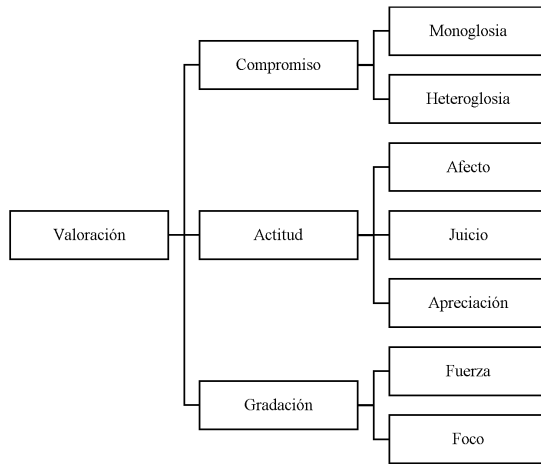 Valoración
Compromiso
Monoglosia
Heteroglosia
Actitud
Afecto
Juicio
Apreciación
Gradación
Fuerza
Foco